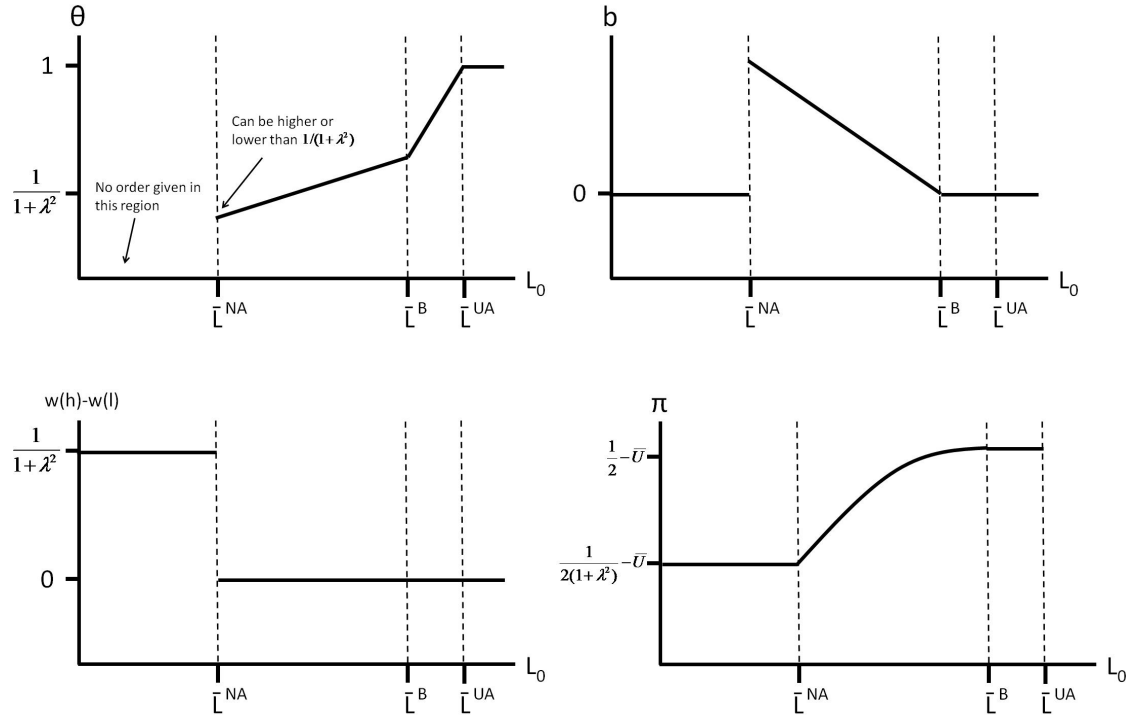 θ
1
Can be higher or
lower than 1/(1+λ²)
1
1+λ²
No order given in
this region
L₀
L̄ NA
L̄ B
L̄ UA
b
0
L₀
L̄ NA
L̄ B
L̄ UA
w(h)-w(l)
1
1+λ²
0
L₀
L̄ NA
L̄ B
L̄ UA
π
1/2 - Ū
1/2(1+λ²) - Ū
L₀
L̄ NA
L̄ B
L̄ UA